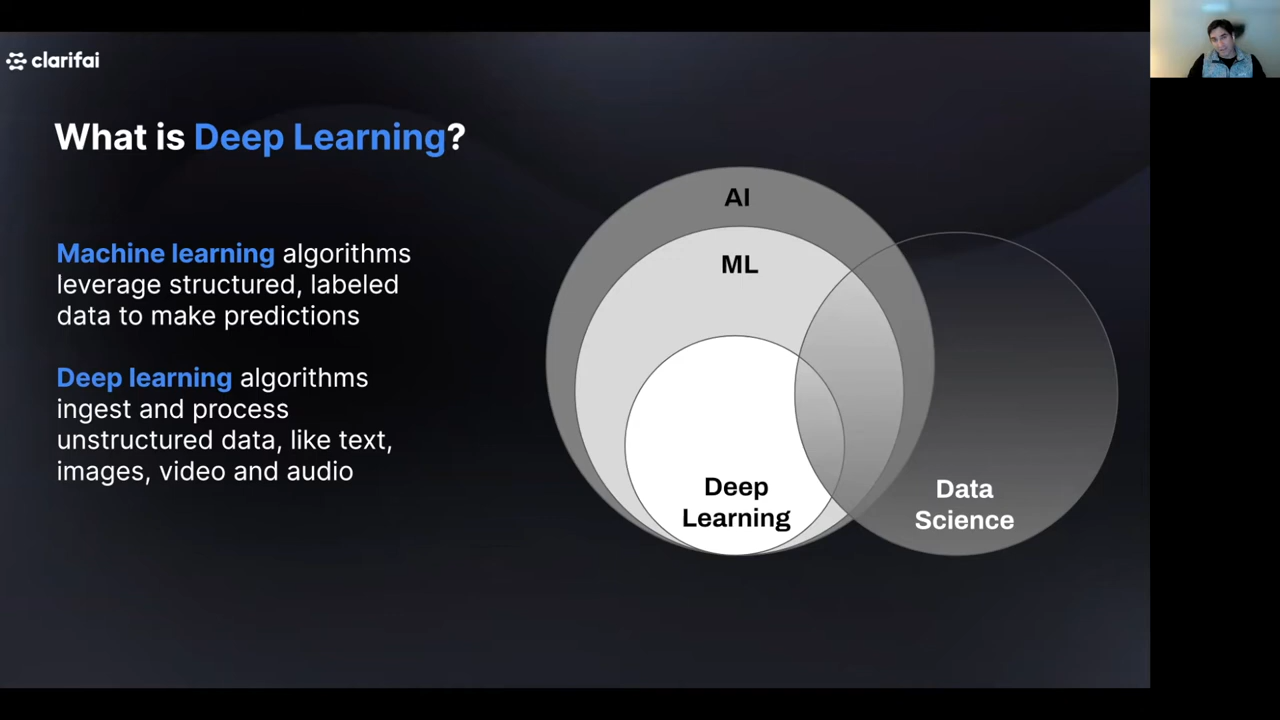 clarifai
What is Deep Learning?
Machine learning algorithms
leverage structured, labeled
data to make predictions
Deep learning algorithms
ingest and process
unstructured data, like text,
images, video and audio
AI
ML
Deep
Learning
Data
Science